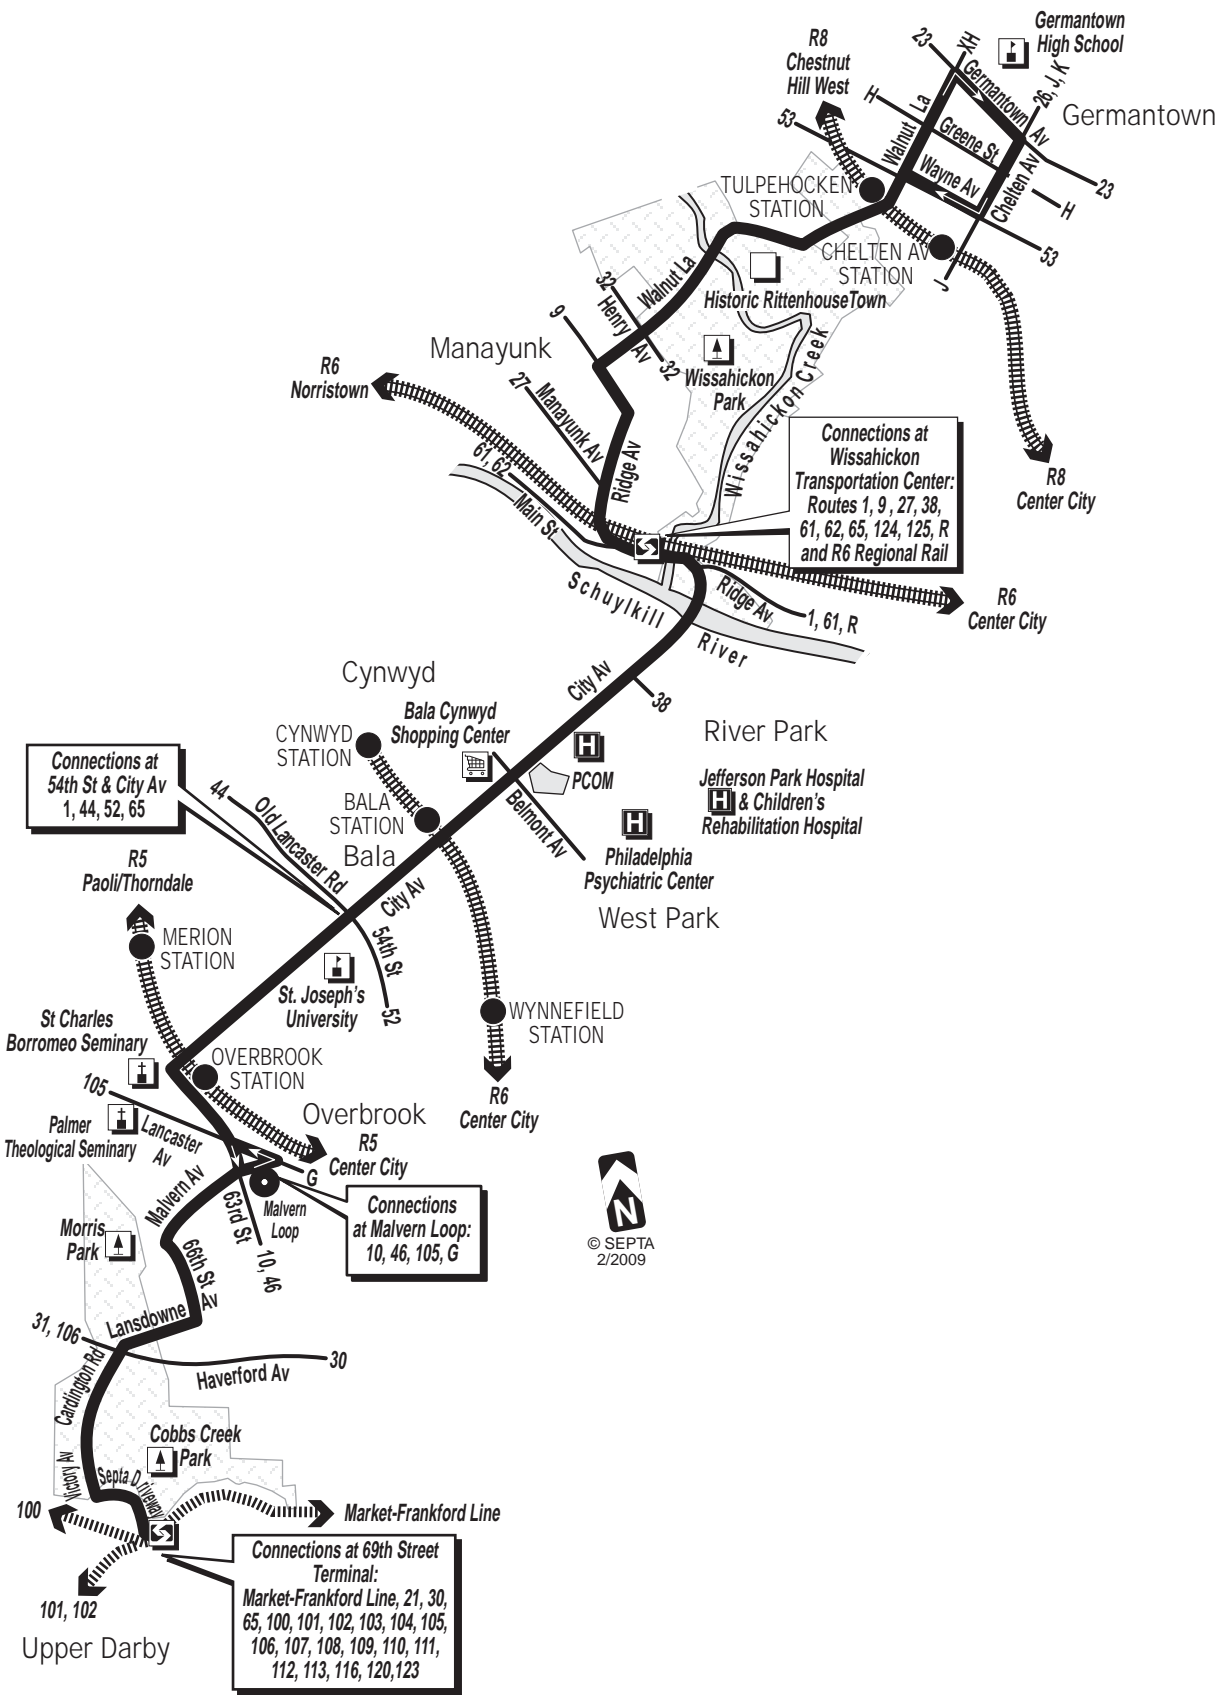 Germantown
High School
R8
Chestnut
Hill West
23
XH
26, J, K
Germantown
H
53
Walnut La
Germantown Av
Greene St
Wayne Av
Chelten Av
23
H
53
J
TULPEHOCKEN
STATION
CHELTEN AV
STATION
Historic RittenhouseTown
Walnut La
32
Henry Av
32
9
Manayunk
R6
Norristown
27
Manayunk Av
Wissahickon
Park
Wissahickon Creek
61, 62
Main St
Ridge Av
Connections at
Wissahickon
Transportation Center:
Routes 1, 9 , 27, 38,
61, 62, 65, 124, 125, R
and R6 Regional Rail
R8
Center City
R6
Center City
Schuylkill River
Ridge Av
1, 61, R
Cynwyd
City Av
38
CYNWYD
STATION
Bala Cynwyd
Shopping Center
H
PCOM
River Park
Jefferson Park Hospital
H & Children's
Rehabilitation Hospital
Connections at
54th St & City Av
1, 44, 52, 65
44
Old Lancaster Rd
BALA
STATION
Bala
Belmont Av
H
Philadelphia
Psychiatric Center
West Park
City Av
R5
Paoli/Thorndale
MERION
STATION
54th St
52
St. Joseph's
University
WYNNEFIELD
STATION
St Charles
Borromeo Seminary
OVERBROOK
STATION
R6
Center City
105
Overbrook
Palmer
Theological Seminary
Lancaster
Av
R5
Center City
G
Malvern Av
63rd St
Malvern
Loop
Connections
at Malvern Loop:
10, 46, 105, G
N
© SEPTA
2/2009
Morris
Park
66th St
10, 46
Lansdowne Av
31, 106
Cardington Rd
Haverford Av
30
Cobbs Creek
Park
Victory Av
Septa Driveway
100
Market-Frankford Line
101, 102
Connections at 69th Street
Terminal:
Market-Frankford Line, 21, 30,
65, 100, 101, 102, 103, 104, 105,
106, 107, 108, 109, 110, 111,
112, 113, 116, 120,123
Upper Darby